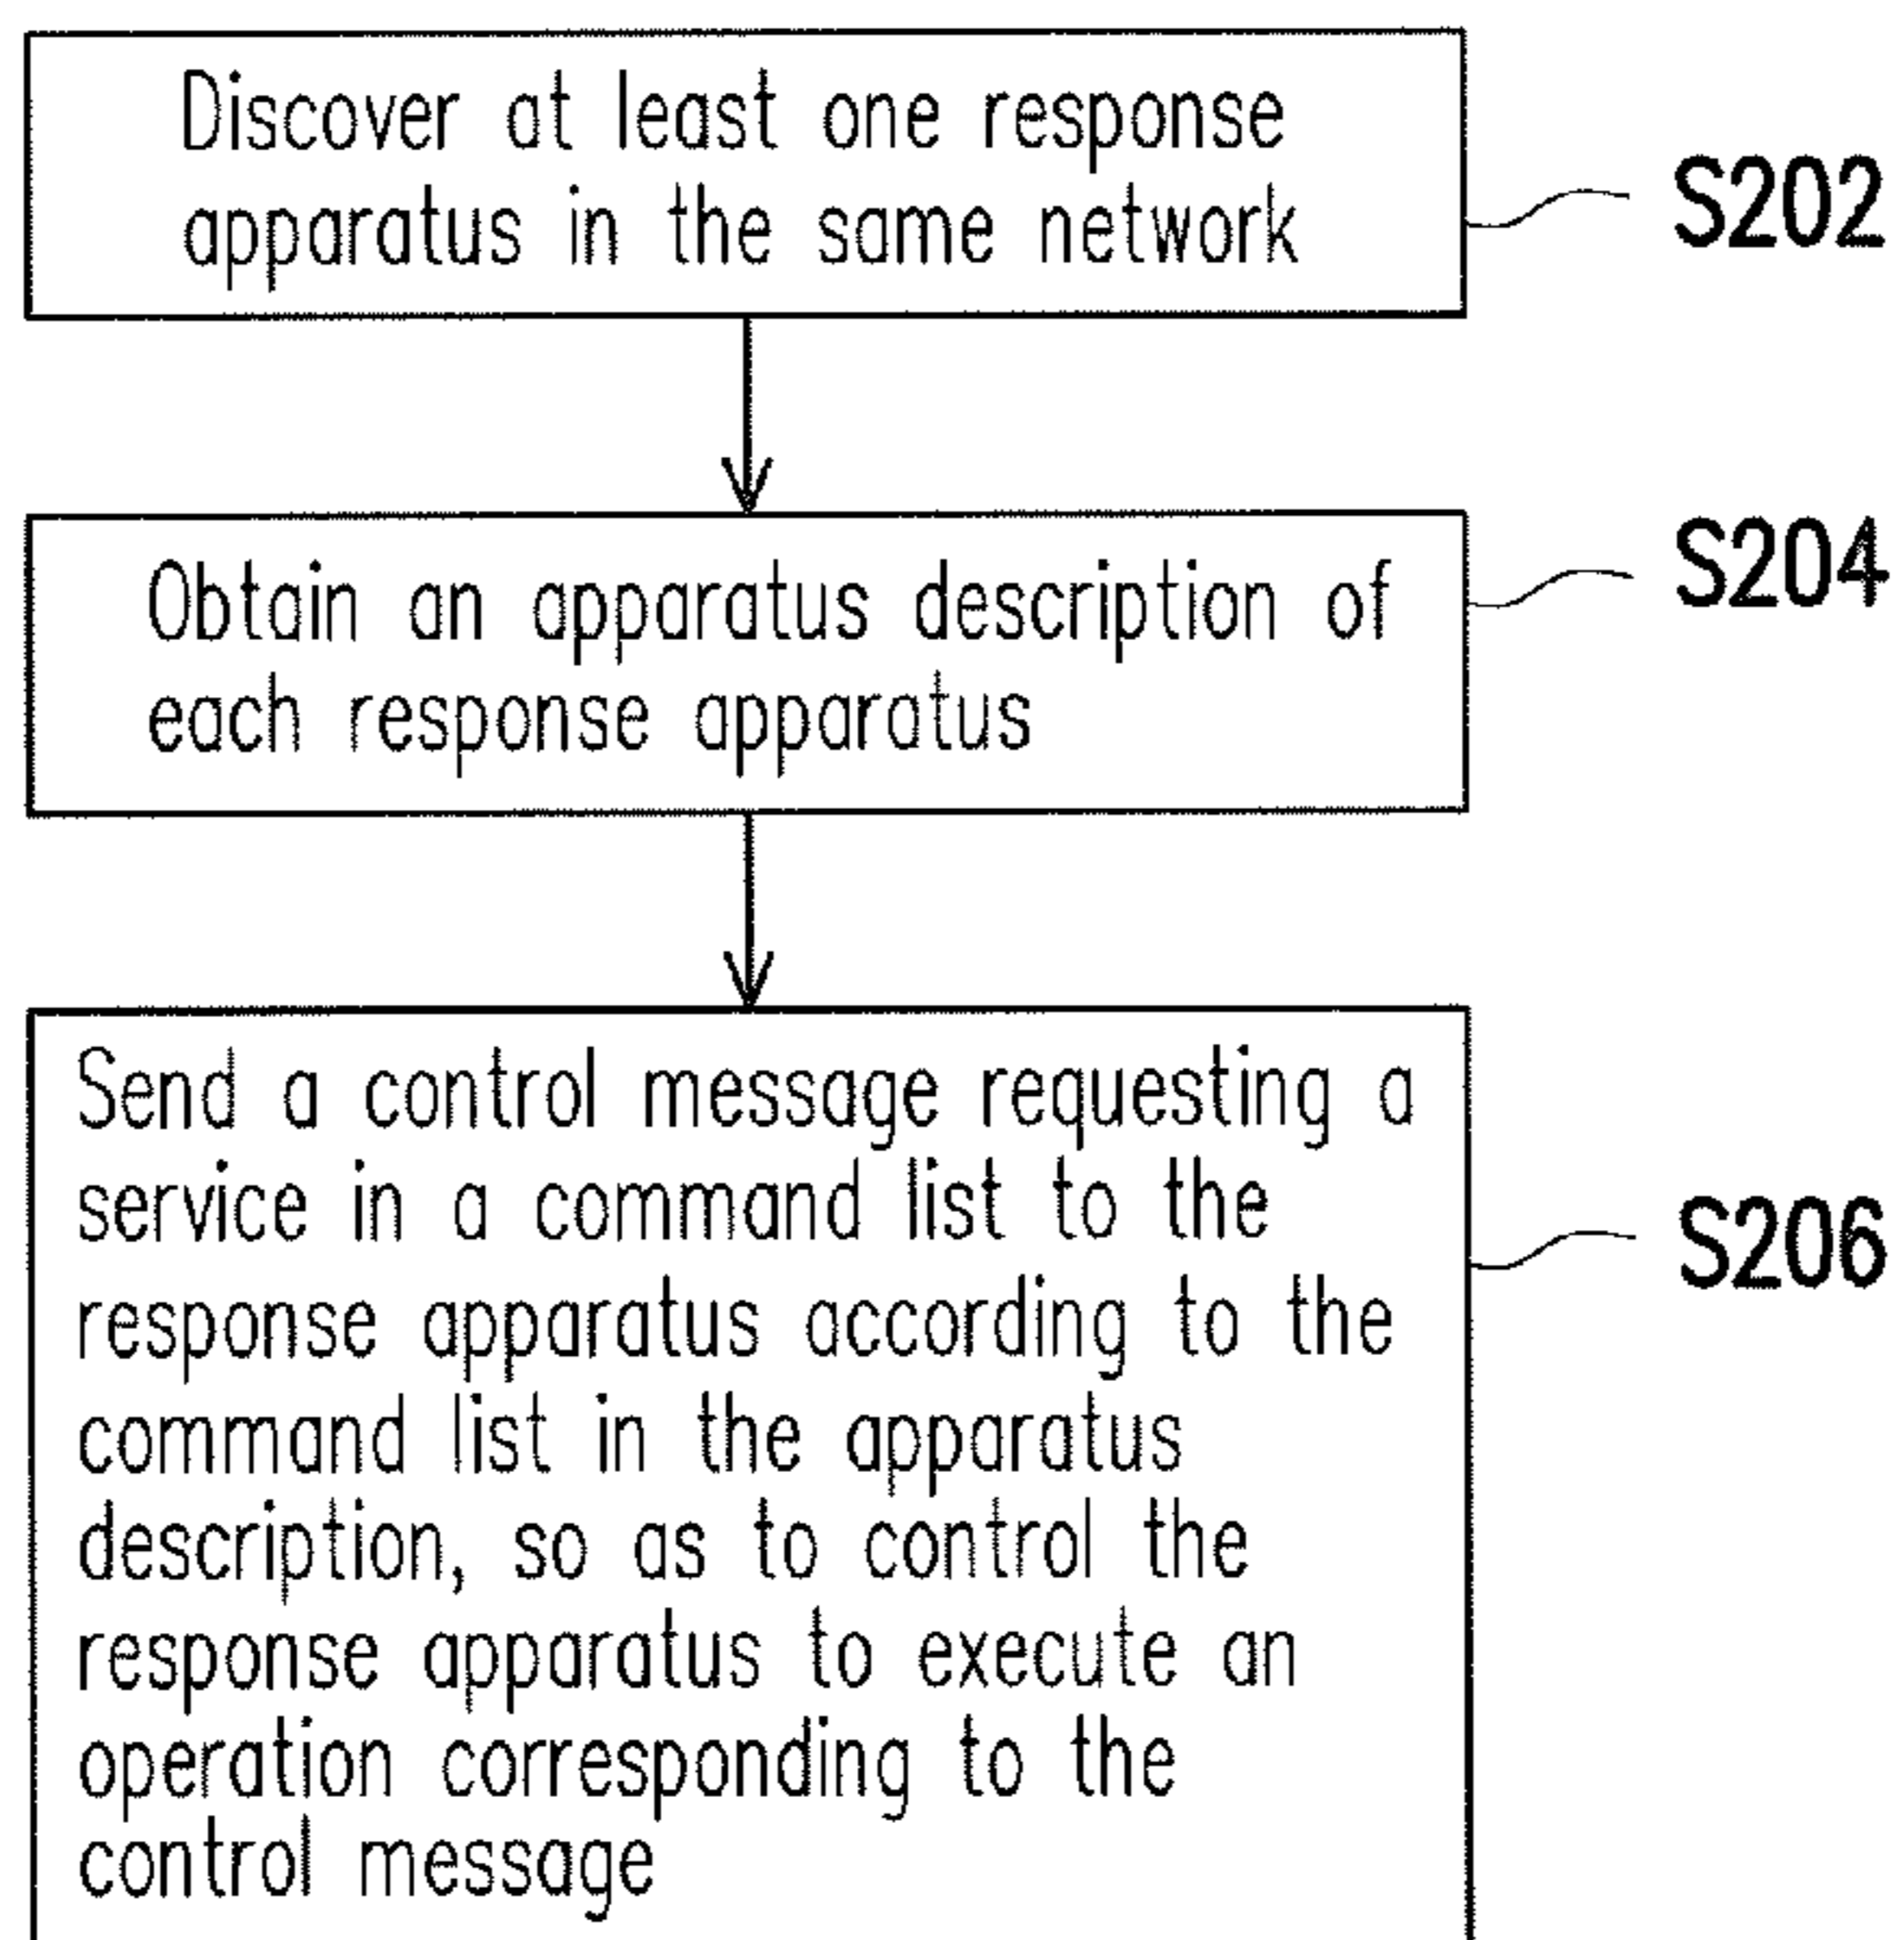 Discover at least one response
apparatus in the same network
S202
Obtain an apparatus description of
each response apparatus
S204
Send a control message requesting a
service in a command list to the
response apparatus according to the
command list in the apparatus
description, so as to control the
response apparatus to execute an
operation corresponding to the
control message
S206